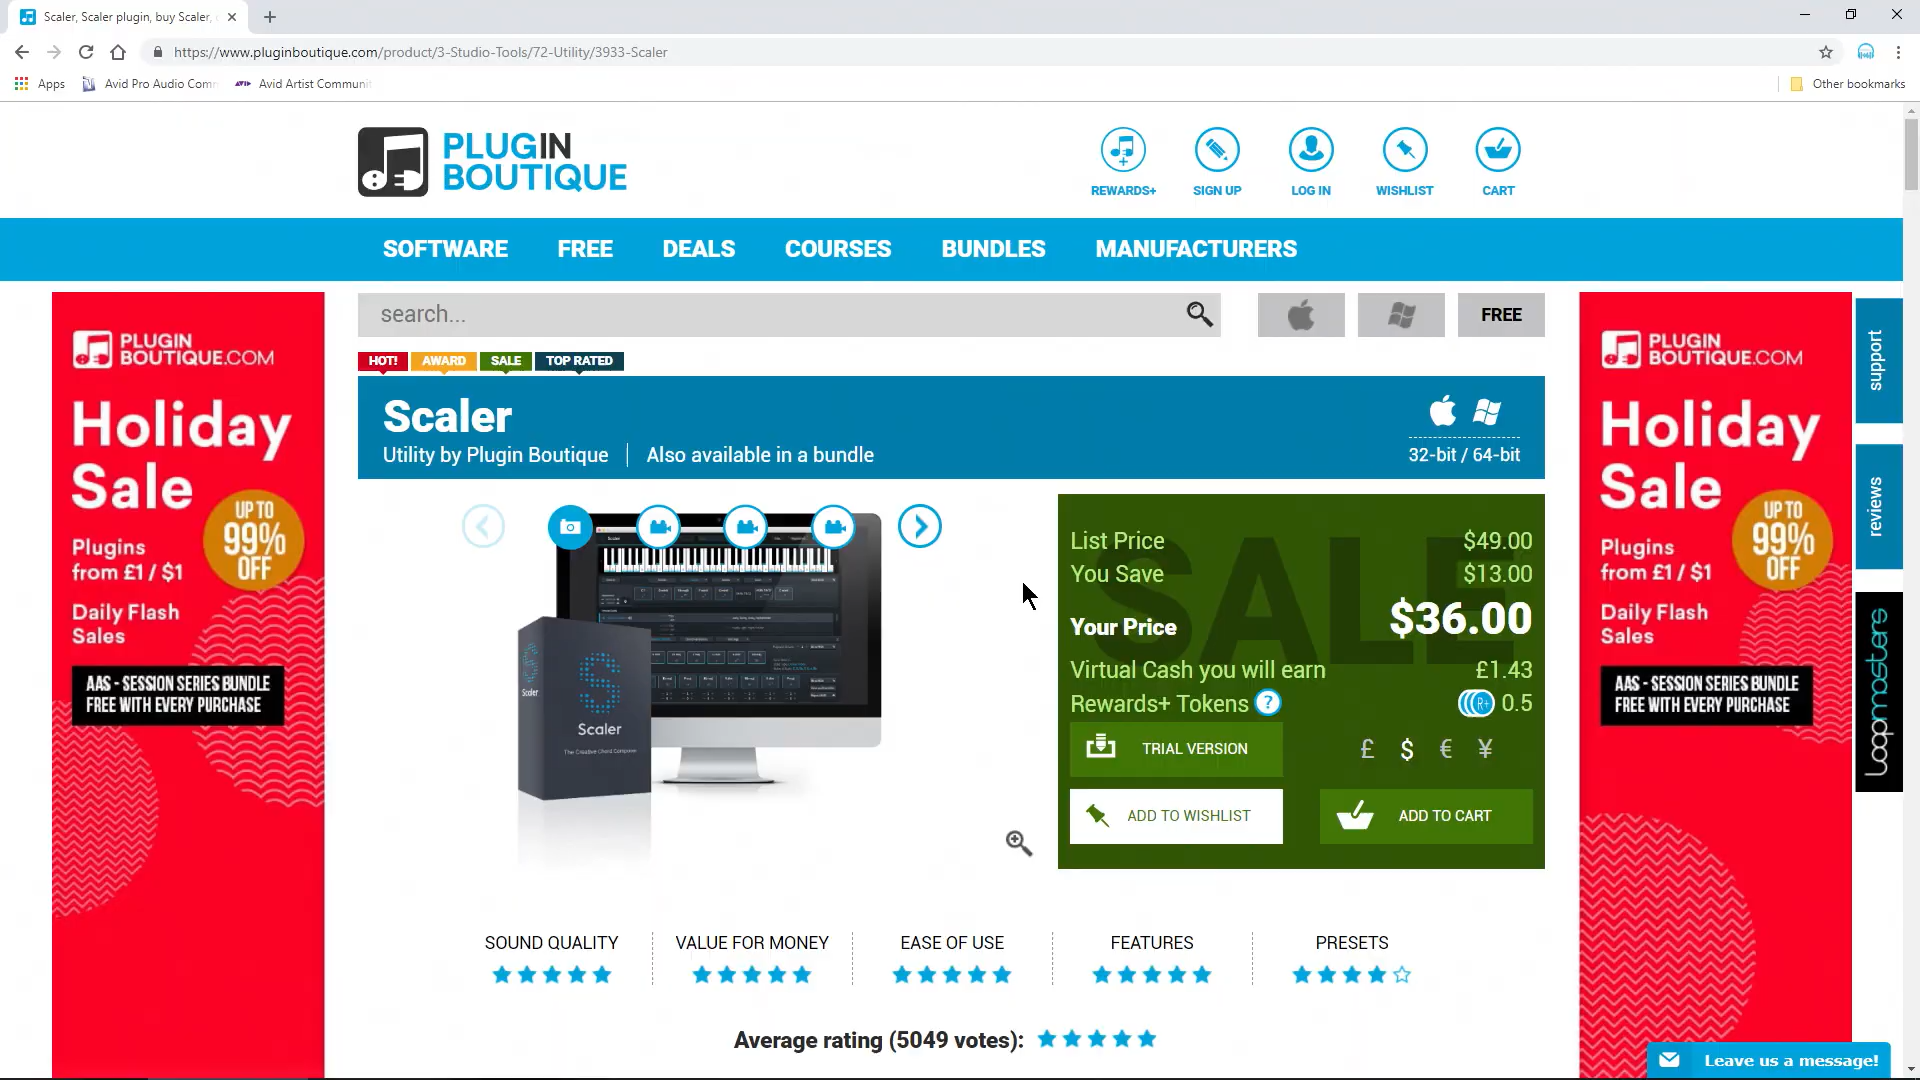 Scaler, Scaler plugin, buy Scaler,
https://www.pluginboutique.com/product/3-Studio-Tools/72-Utility/3933-Scaler
Apps
Avid Pro Audio Com
Avid Artist Communit
Other bookmarks
PLUGIN
BOUTIQUE
REWARDS+
SIGN UP
LOG IN
WISHLIST
CART
SOFTWARE
FREE
DEALS
COURSES
BUNDLES
MANUFACTURERS
search...
FREE
HOT!
AWARD
SALE
TOP RATED
Scaler
Utility by Plugin Boutique | Also available in a bundle
32-bit / 64-bit
PLUGIN
BOUTIQUE.COM
Holiday
Sale
UP TO
99%
OFF
Plugins
from £1 / $1
Daily Flash
Sales
AAS - SESSION SERIES BUNDLE
FREE WITH EVERY PURCHASE
Scaler
Scaler
Scaler
The Creative Chord Composer
SALE
List Price $49.00
You Save $13.00
Your Price $36.00
Virtual Cash you will earn £1.43
Rewards+ Tokens ? R+ 0.5
TRIAL VERSION
£ $ € ¥
ADD TO WISHLIST
ADD TO CART
PLUGIN
BOUTIQUE.COM
Holiday
Sale
UP TO
99%
OFF
Plugins
from £1 / $1
Daily Flash
Sales
AAS - SESSION SERIES BUNDLE
FREE WITH EVERY PURCHASE
support
reviews
loopmasters
SOUND QUALITY
VALUE FOR MONEY
EASE OF USE
FEATURES
PRESETS
Average rating (5049 votes):
Leave us a message!